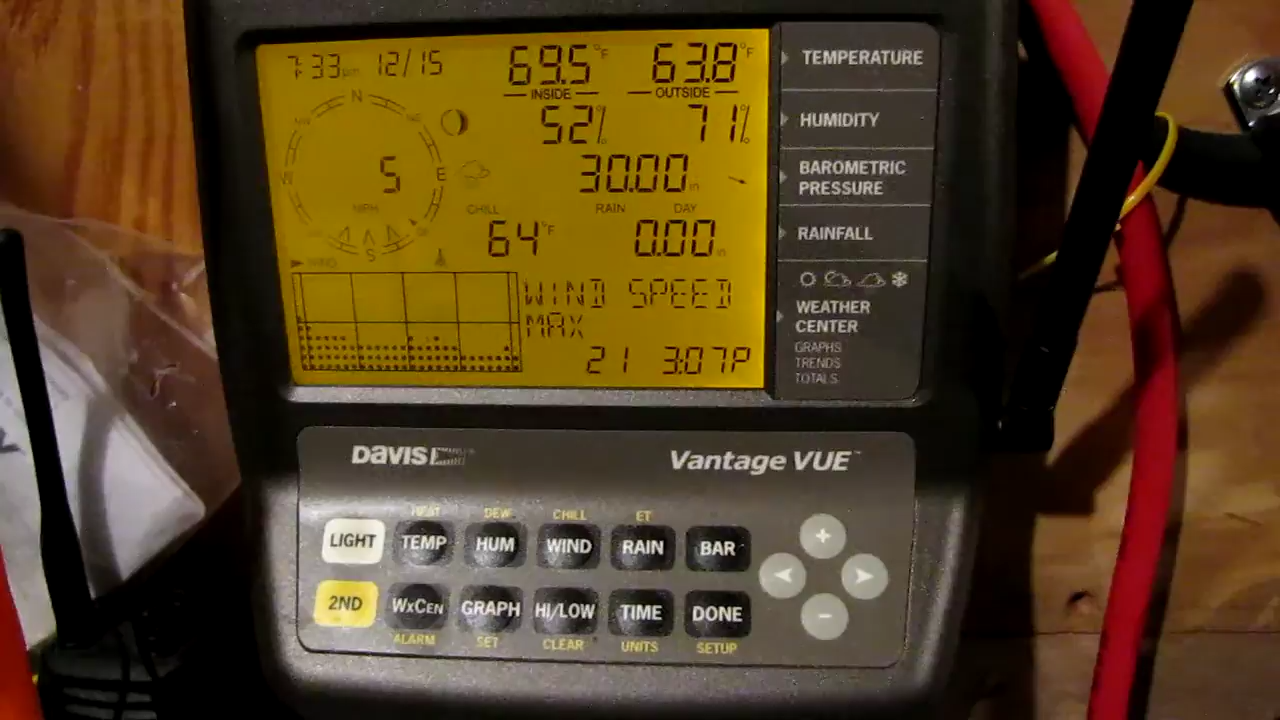 7:33pm 12/15 69.5°F 63.8°F
INSIDE OUTSIDE
52% 71%
N
W 5 E
MPH
S
30.00 in
CHILL RAIN DAY
64°F 0.00 in
WIND
WIND SPEED
MAX
21 3:07P
TEMPERATURE
HUMIDITY
BAROMETRIC
PRESSURE
RAINFALL
WEATHER
CENTER
GRAPHS
TRENDS
TOTALS
DAVIS Vantage VUE™
HEAT DEW CHILL ET
LIGHT TEMP HUM WIND RAIN BAR
+
2ND WxCEN GRAPH HI/LOW TIME DONE
−
ALARM SET CLEAR UNITS SETUP